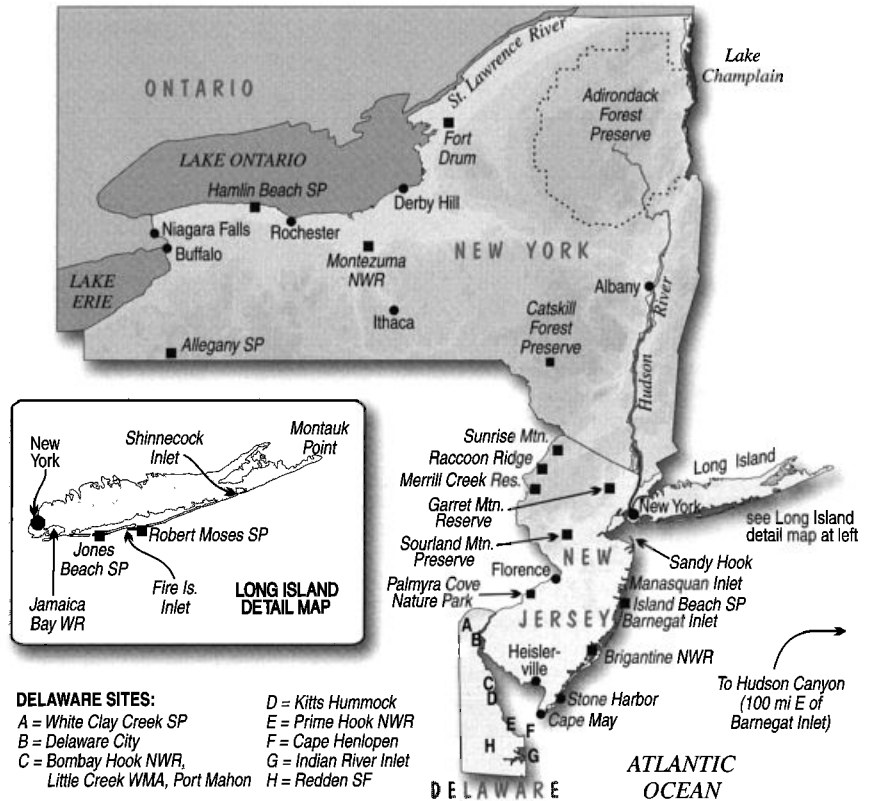 ONTARIO
St. Lawrence River
Lake
Champlain
Adirondack
Forest
Preserve
Fort
Drum
LAKE ONTARIO
Hamlin Beach SP
Derby Hill
Niagara Falls
Rochester
Buffalo
NEW YORK
Montezuma
NWR
LAKE
ERIE
Albany
Hudson River
Ithaca
Catskill
Forest
Preserve
Allegany SP
New
York
Shinnecock
Inlet
Montauk
Point
Robert Moses SP
Jones
Beach SP
Jamaica
Bay WR
Fire Is.
Inlet
LONG ISLAND
DETAIL MAP
Sunrise Mtn.
Raccoon Ridge
Merrill Creek Res.
Garret Mtn.
Reserve
Long Island
New York
see Long Island
detail map at left
Sourland Mtn.
Preserve
NEW
JERSEY
Sandy Hook
Florence
Palmyra Cove
Nature Park
Manasquan Inlet
Island Beach SP
Barnegat Inlet
A
B
Heisler-
ville
Brigantine NWR
C
D
Stone Harbor
Cape May
E
F
H
G
To Hudson Canyon
(100 mi E of
Barnegat Inlet)
DELAWARE
ATLANTIC
OCEAN
DELAWARE SITES:
A = White Clay Creek SP
B = Delaware City
C = Bombay Hook NWR,
Little Creek WMA, Port Mahon
D = Kitts Hummock
E = Prime Hook NWR
F = Cape Henlopen
G = Indian River Inlet
H = Redden SF